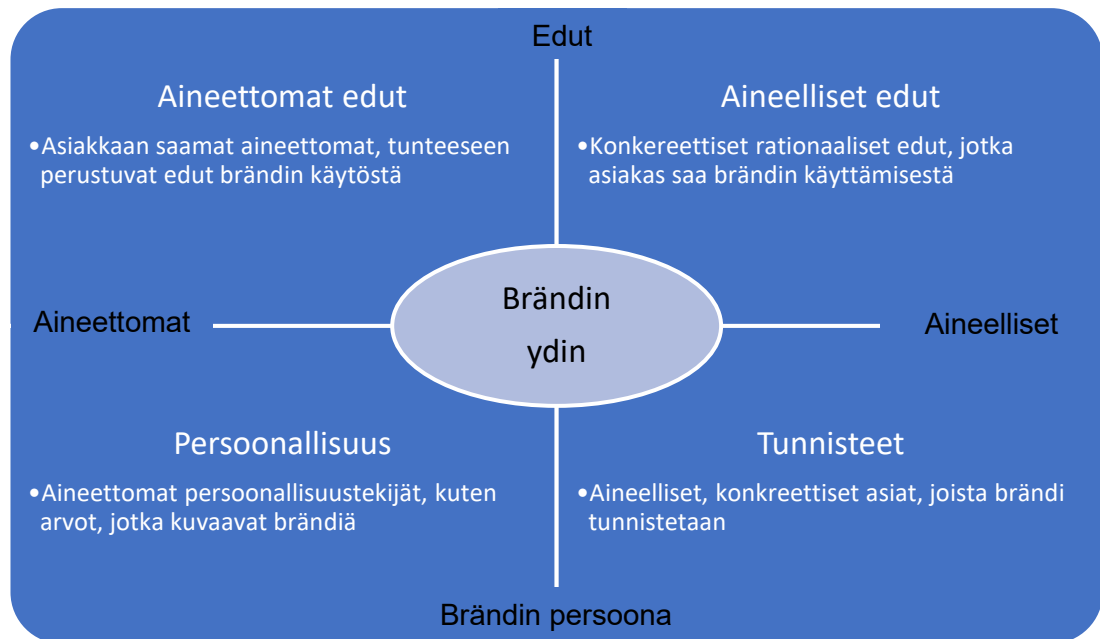 Edut
Aineettomat edut
•Asiakkaan saamat aineettomat, tunteeseen
perustuvat edut brändin käytöstä
Aineelliset edut
•Konkereettiset rationaaliset edut, jotka
asiakas saa brändin käyttämisestä
Aineettomat
Brändin
ydin
Aineelliset
Persoonallisuus
•Aineettomat persoonallisuustekijät, kuten
arvot, jotka kuvaavat brändiä
Tunnisteet
•Aineelliset, konkreettiset asiat, joista brändi
tunnistetaan
Brändin persoona